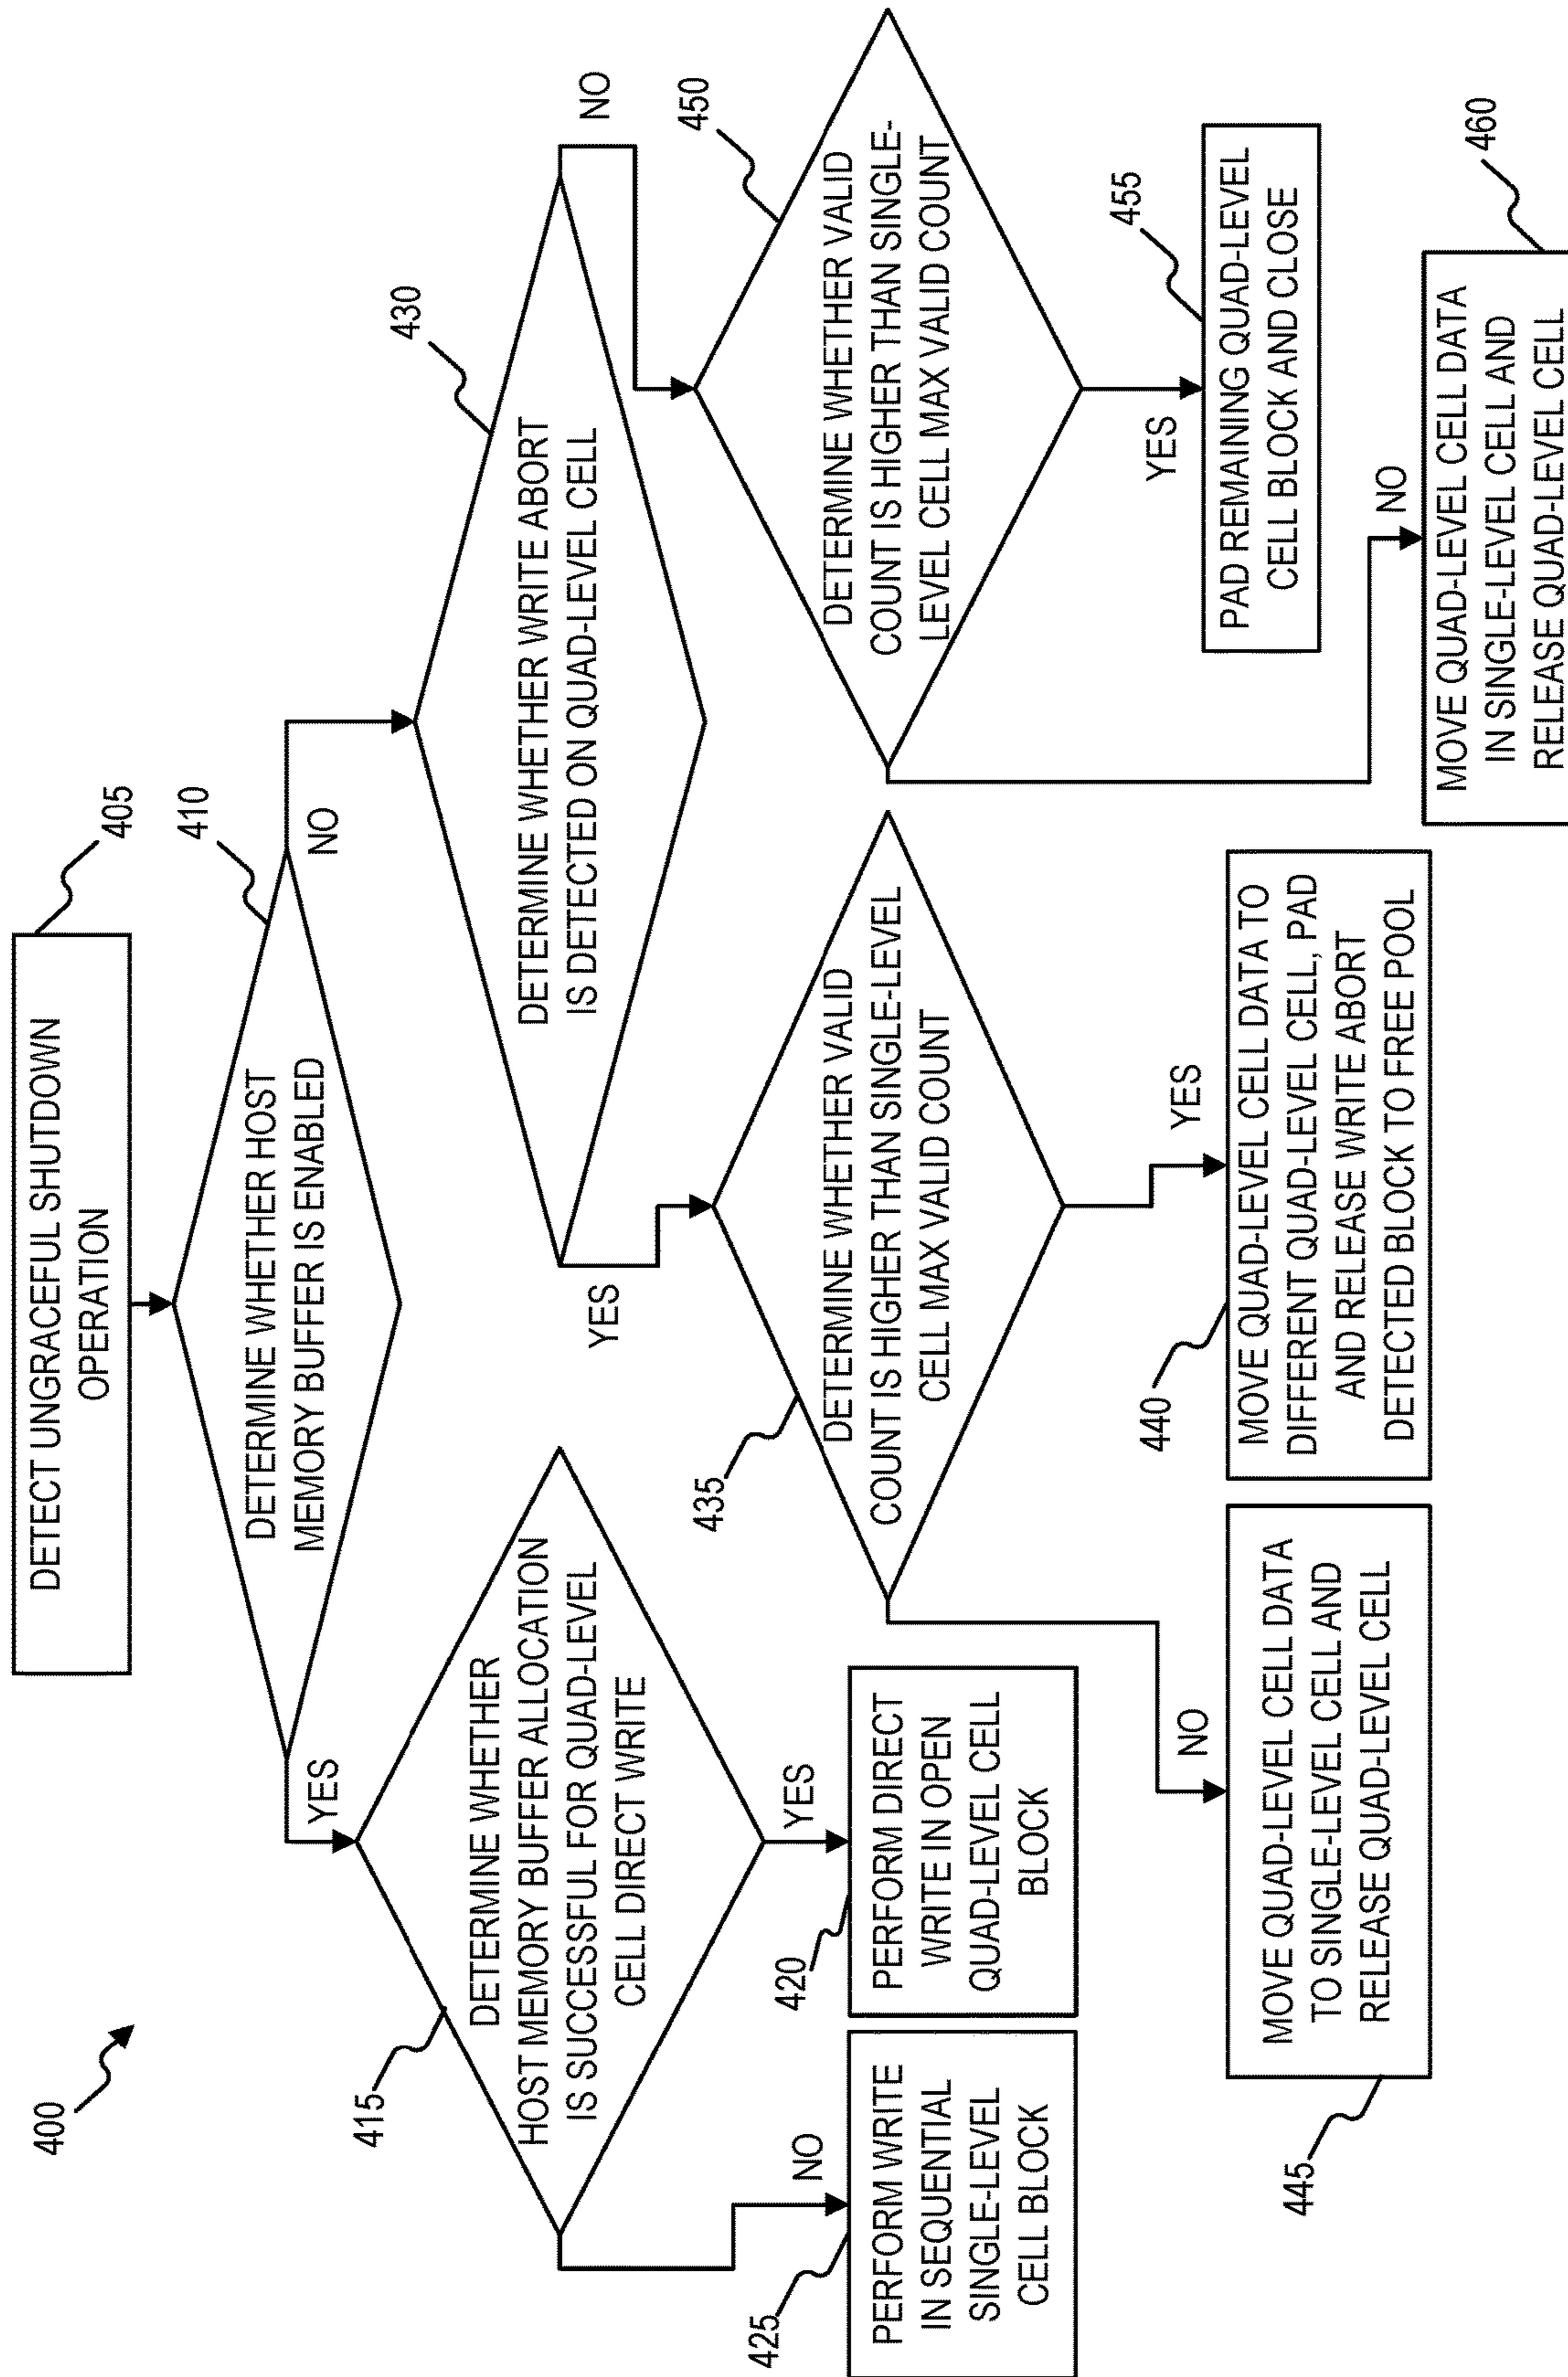 400
DETECT UNGRACEFUL SHUTDOWN
OPERATION
405
DETERMINE WHETHER HOST
MEMORY BUFFER IS ENABLED
410
YES
NO
DETERMINE WHETHER
HOST MEMORY BUFFER ALLOCATION
IS SUCCESSFUL FOR QUAD-LEVEL
CELL DIRECT WRITE
415
NO
YES
PERFORM WRITE
IN SEQUENTIAL
SINGLE-LEVEL
CELL BLOCK
425
PERFORM DIRECT
WRITE IN OPEN
QUAD-LEVEL CELL
BLOCK
420
DETERMINE WHETHER WRITE ABORT
IS DETECTED ON QUAD-LEVEL CELL
430
YES
NO
DETERMINE WHETHER VALID
COUNT IS HIGHER THAN SINGLE-LEVEL
CELL MAX VALID COUNT
435
NO
YES
MOVE QUAD-LEVEL CELL DATA
TO SINGLE-LEVEL CELL AND
RELEASE QUAD-LEVEL CELL
445
MOVE QUAD-LEVEL CELL DATA TO
DIFFERENT QUAD-LEVEL CELL, PAD
AND RELEASE WRITE ABORT
DETECTED BLOCK TO FREE POOL
440
DETERMINE WHETHER VALID
COUNT IS HIGHER THAN SINGLE-
LEVEL CELL MAX VALID COUNT
450
YES
NO
PAD REMAINING QUAD-LEVEL
CELL BLOCK AND CLOSE
455
MOVE QUAD-LEVEL CELL DATA
IN SINGLE-LEVEL CELL AND
RELEASE QUAD-LEVEL CELL
460